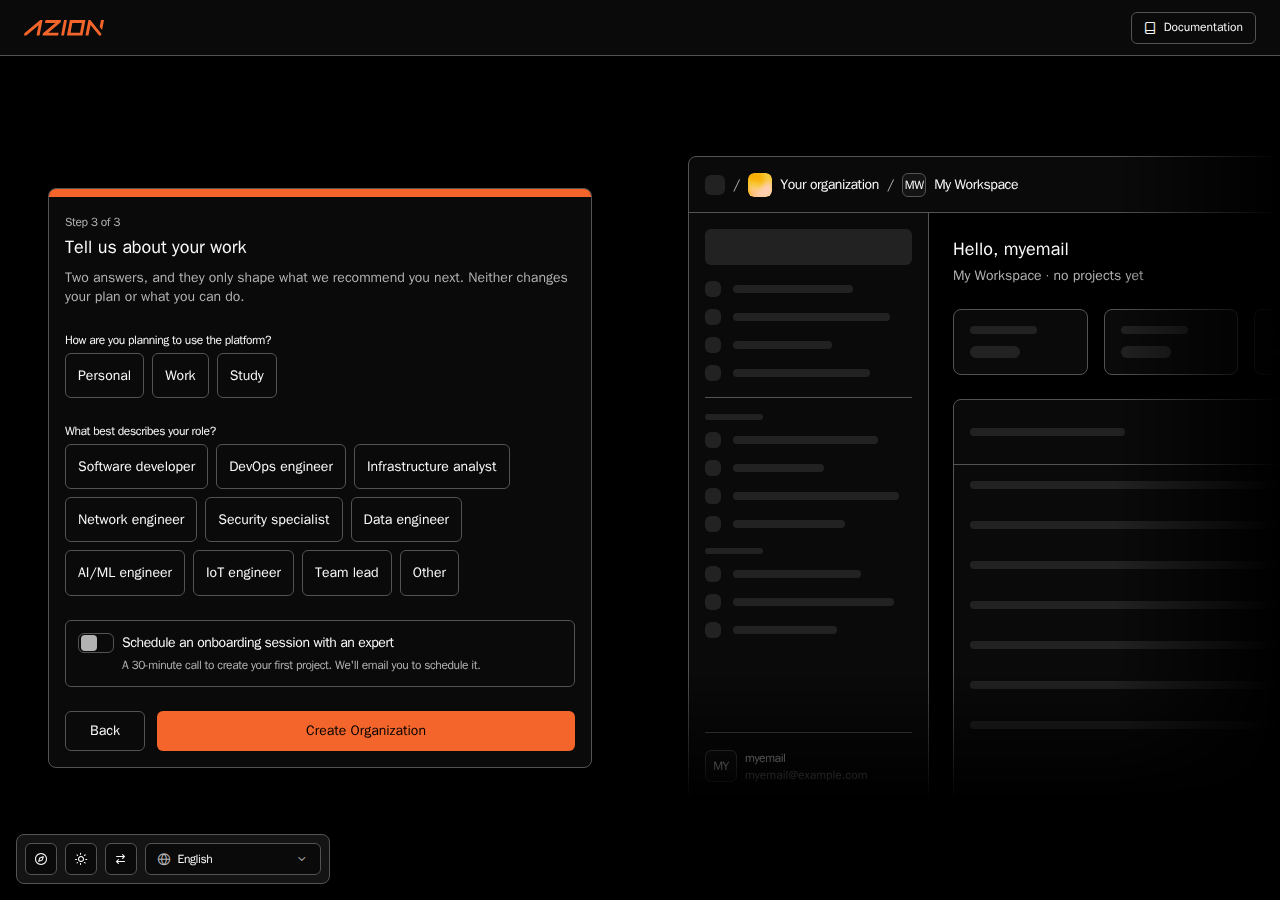 AZION
Documentation
Step 3 of 3
Tell us about your work
Two answers, and they only shape what we recommend you next. Neither changes
your plan or what you can do.
How are you planning to use the platform?
Personal
Work
Study
What best describes your role?
Software developer
DevOps engineer
Infrastructure analyst
Network engineer
Security specialist
Data engineer
AI/ML engineer
IoT engineer
Team lead
Other
Schedule an onboarding session with an expert
A 30-minute call to create your first project. We'll email you to schedule it.
Back
Create Organization
/ Your organization / MW My Workspace
Hello, myemail
My Workspace · no projects yet
MY
myemail
myemail@example.com
English